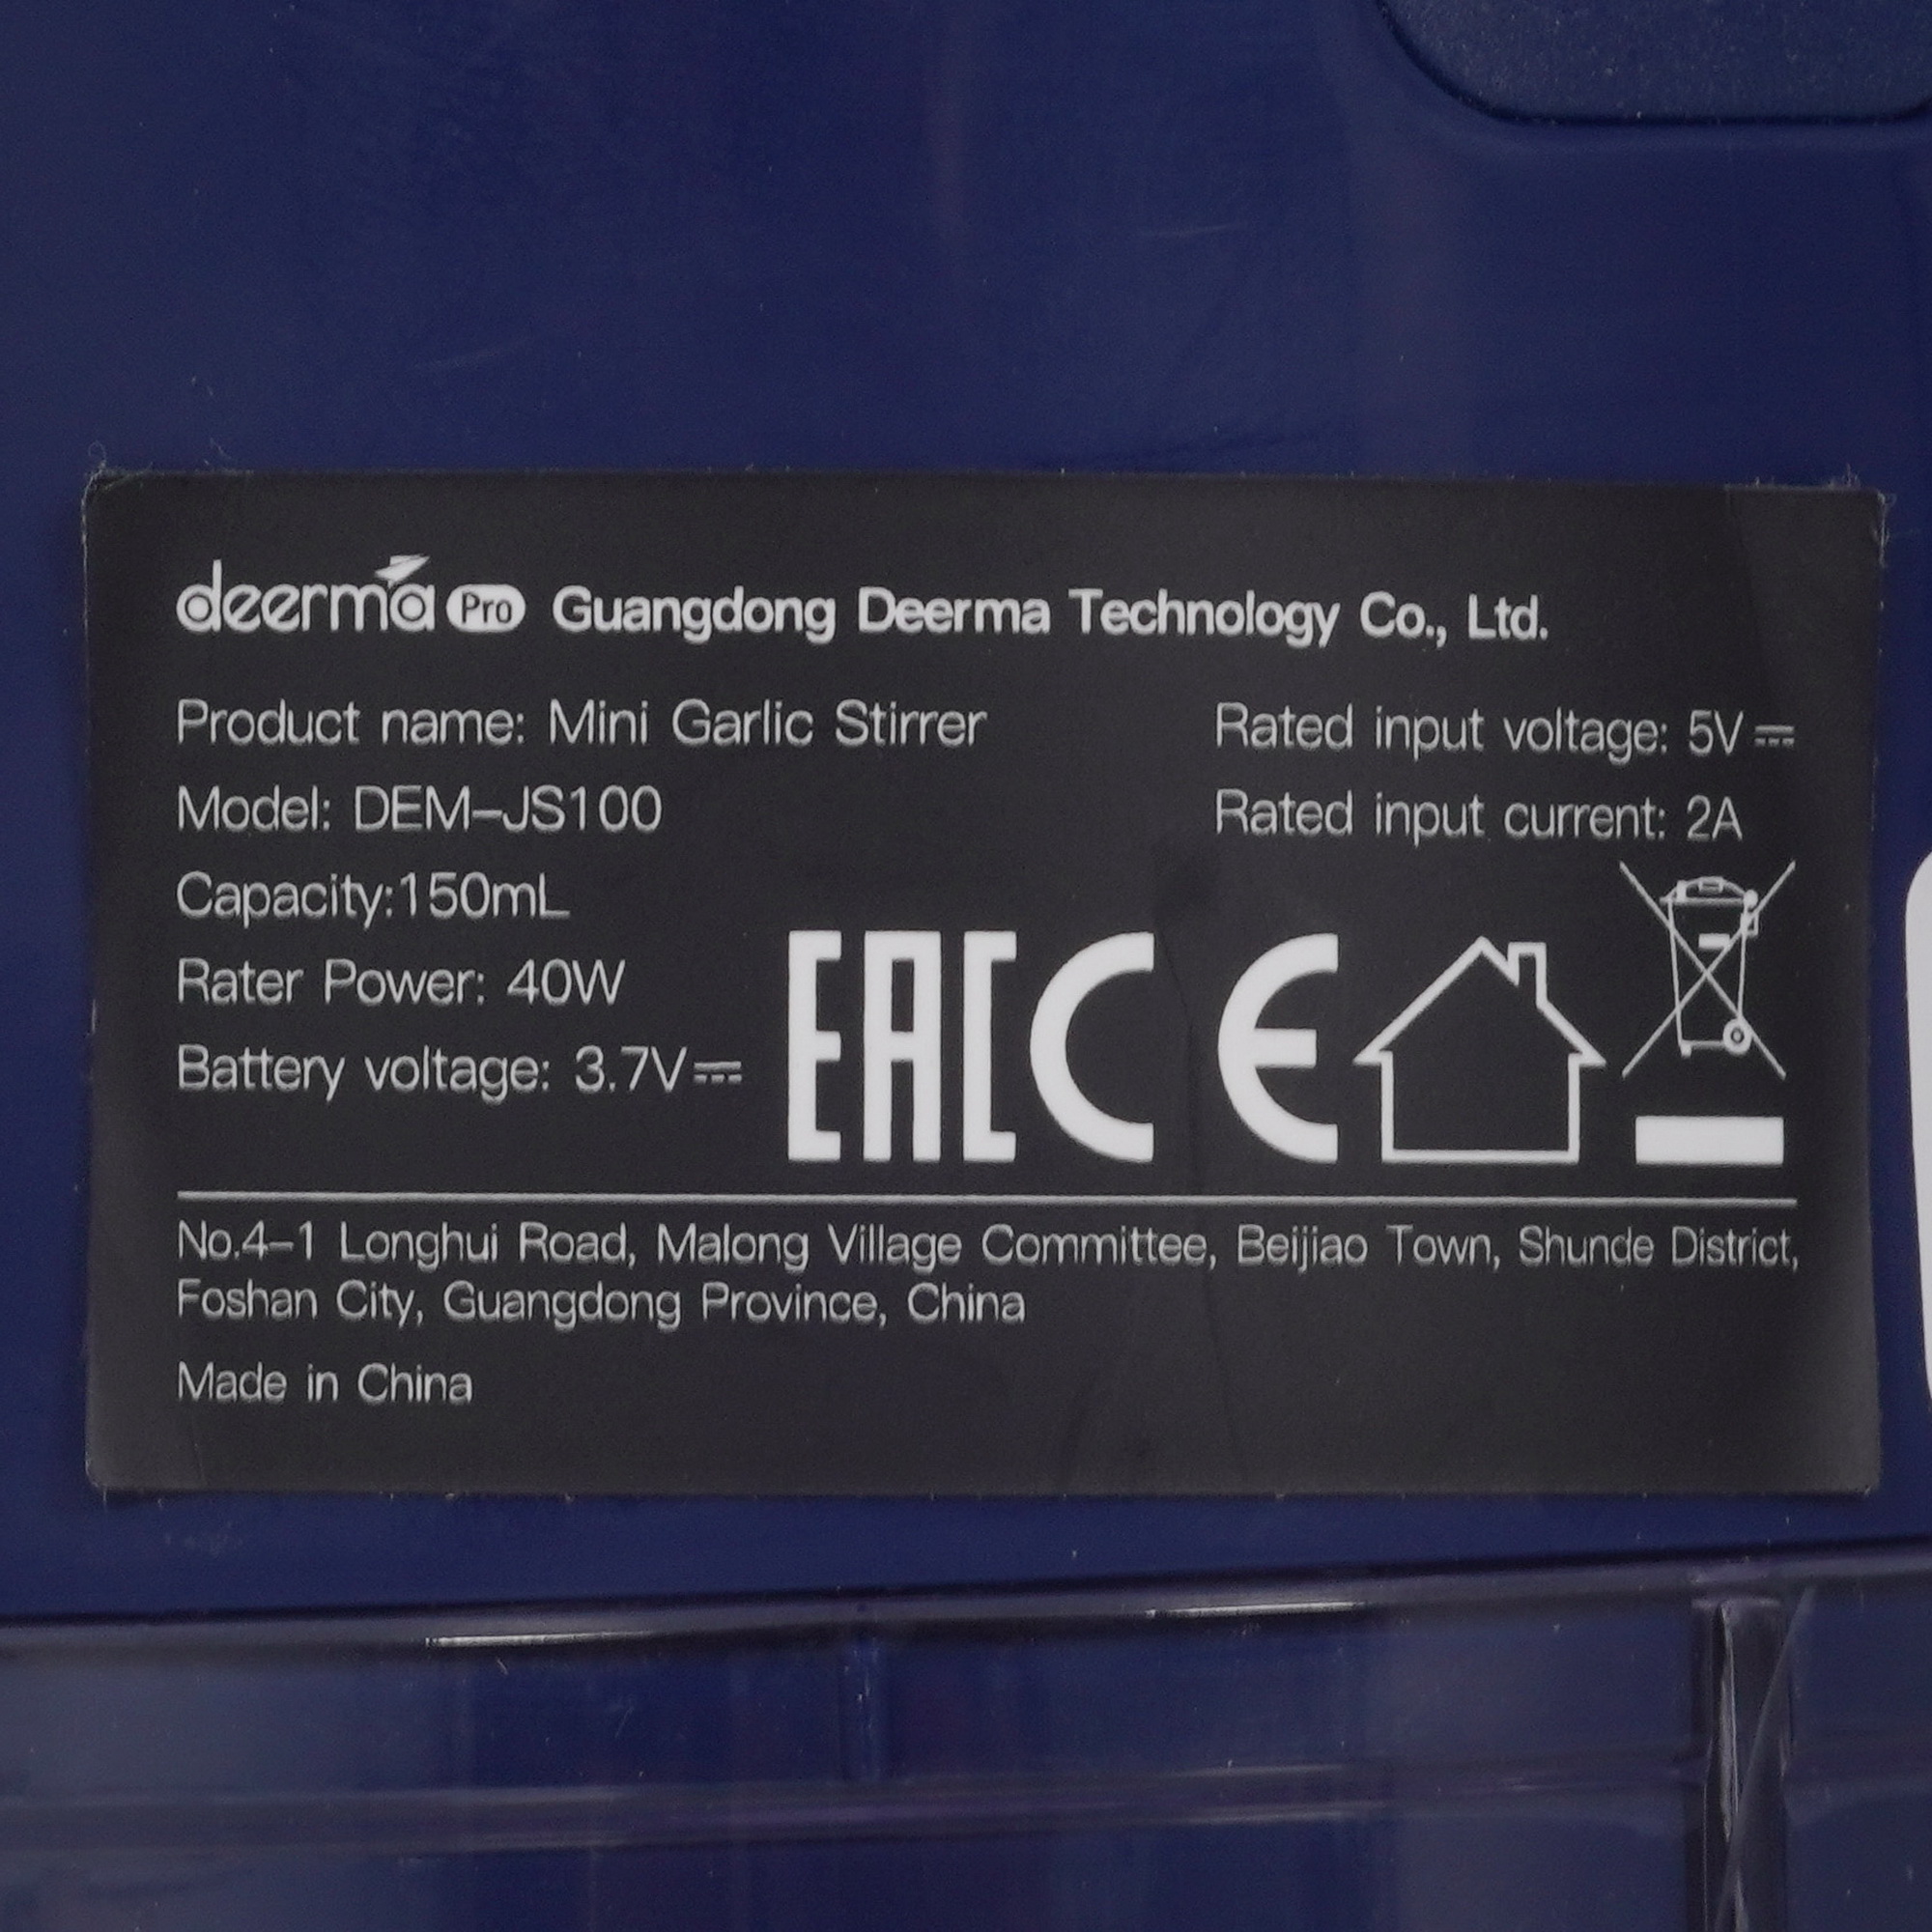 deerma Pro Guangdong Deerma Technology Co., Ltd.
Product name: Mini Garlic Stirrer
Rated input voltage: 5V⎓
Model: DEM-JS100
Rated input current: 2A
Capacity:150mL
Rater Power: 40W
Battery voltage: 3.7V⎓
EAC CE
No.4-1 Longhui Road, Malong Village Committee, Beijiao Town, Shunde District,
Foshan City, Guangdong Province, China
Made in China